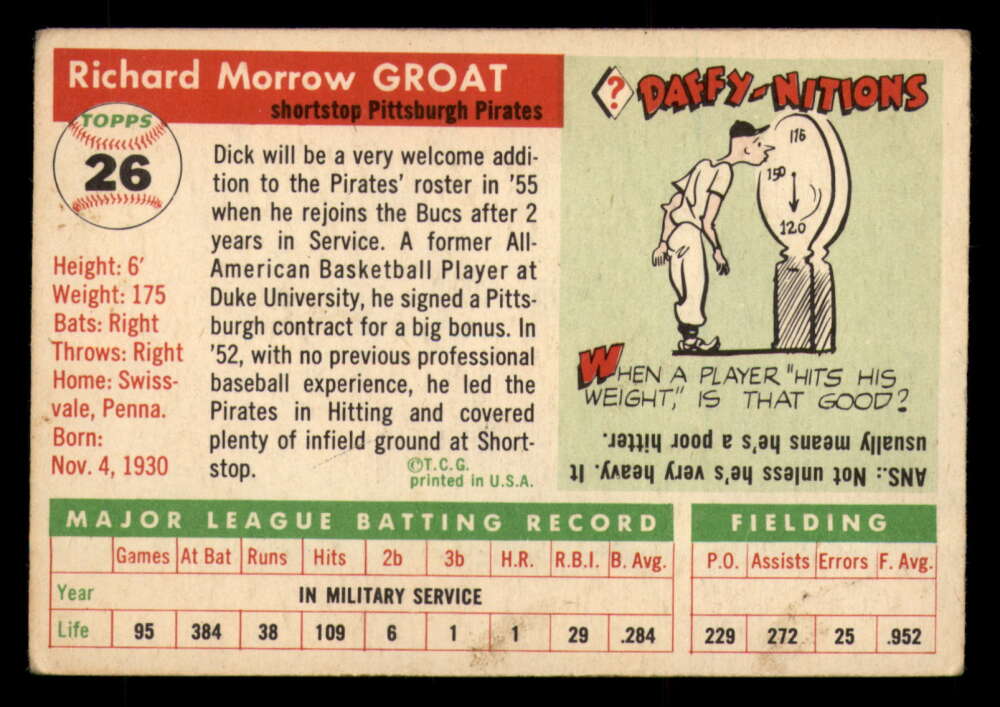 Richard Morrow GROAT
shortstop Pittsburgh Pirates
TOPPS
26
Height: 6'
Weight: 175
Bats: Right
Throws: Right
Home: Swiss-
vale, Penna.
Born:
Nov. 4, 1930
Dick will be a very welcome addi-
tion to the Pirates' roster in '55
when he rejoins the Bucs after 2
years in Service. A former All-
American Basketball Player at
Duke University, he signed a Pitts-
burgh contract for a big bonus. In
'52, with no previous professional
baseball experience, he led the
Pirates in Hitting and covered
plenty of infield ground at Short-
stop.
©T.C.G.
printed in U.S.A.
? DAFFY-NITIONS
176
150
120
WHEN A PLAYER "HITS HIS
WEIGHT," IS THAT GOOD?
ANS.: Not unless he's very heavy. It
usually means he's a poor hitter.
MAJOR LEAGUE BATTING RECORD
Games At Bat Runs Hits 2b 3b H.R. R.B.I. B. Avg.
Year IN MILITARY SERVICE
Life 95 384 38 109 6 1 1 29 .284
FIELDING
P.O. Assists Errors F. Avg.
229 272 25 .952